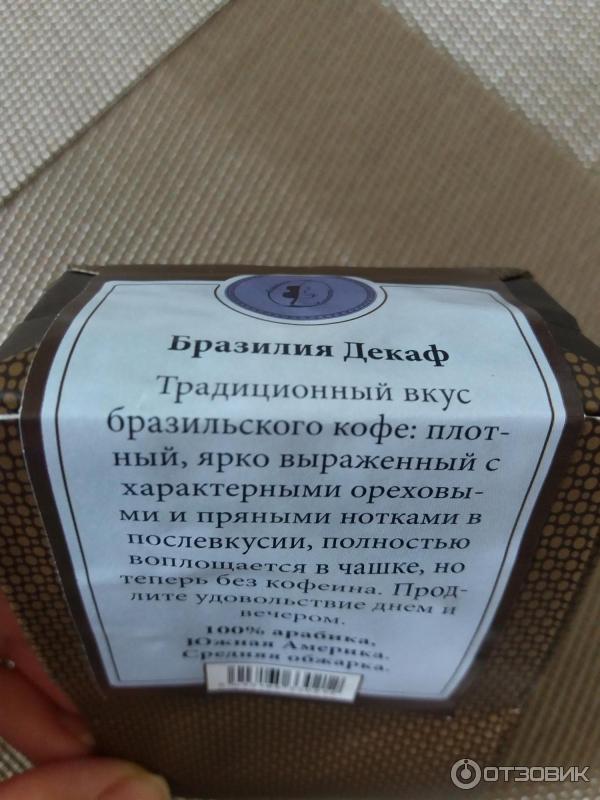 Бразилия Декаф
Традиционный вкус
бразильского кофе: плот-
ный, ярко выраженный с
характерными ореховы-
ми и пряными нотками в
послевкусии, полностью
воплощается в чашке, но
теперь без кофеина. Прод-
лите удовольствие днем и
вечером.
100% арабика,
Южная Америка.
Средняя обжарка.
ОТЗОВИК